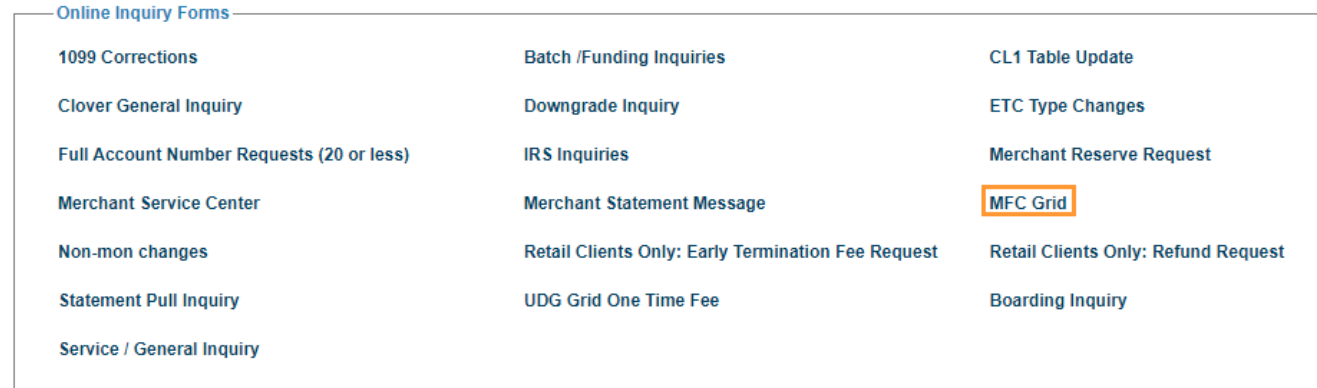 Online Inquiry Forms
1099 Corrections
Batch /Funding Inquiries
CL1 Table Update
Clover General Inquiry
Downgrade Inquiry
ETC Type Changes
Full Account Number Requests (20 or less)
IRS Inquiries
Merchant Reserve Request
Merchant Service Center
Merchant Statement Message
MFC Grid
Non-mon changes
Retail Clients Only: Early Termination Fee Request
Retail Clients Only: Refund Request
Statement Pull Inquiry
UDG Grid One Time Fee
Boarding Inquiry
Service / General Inquiry